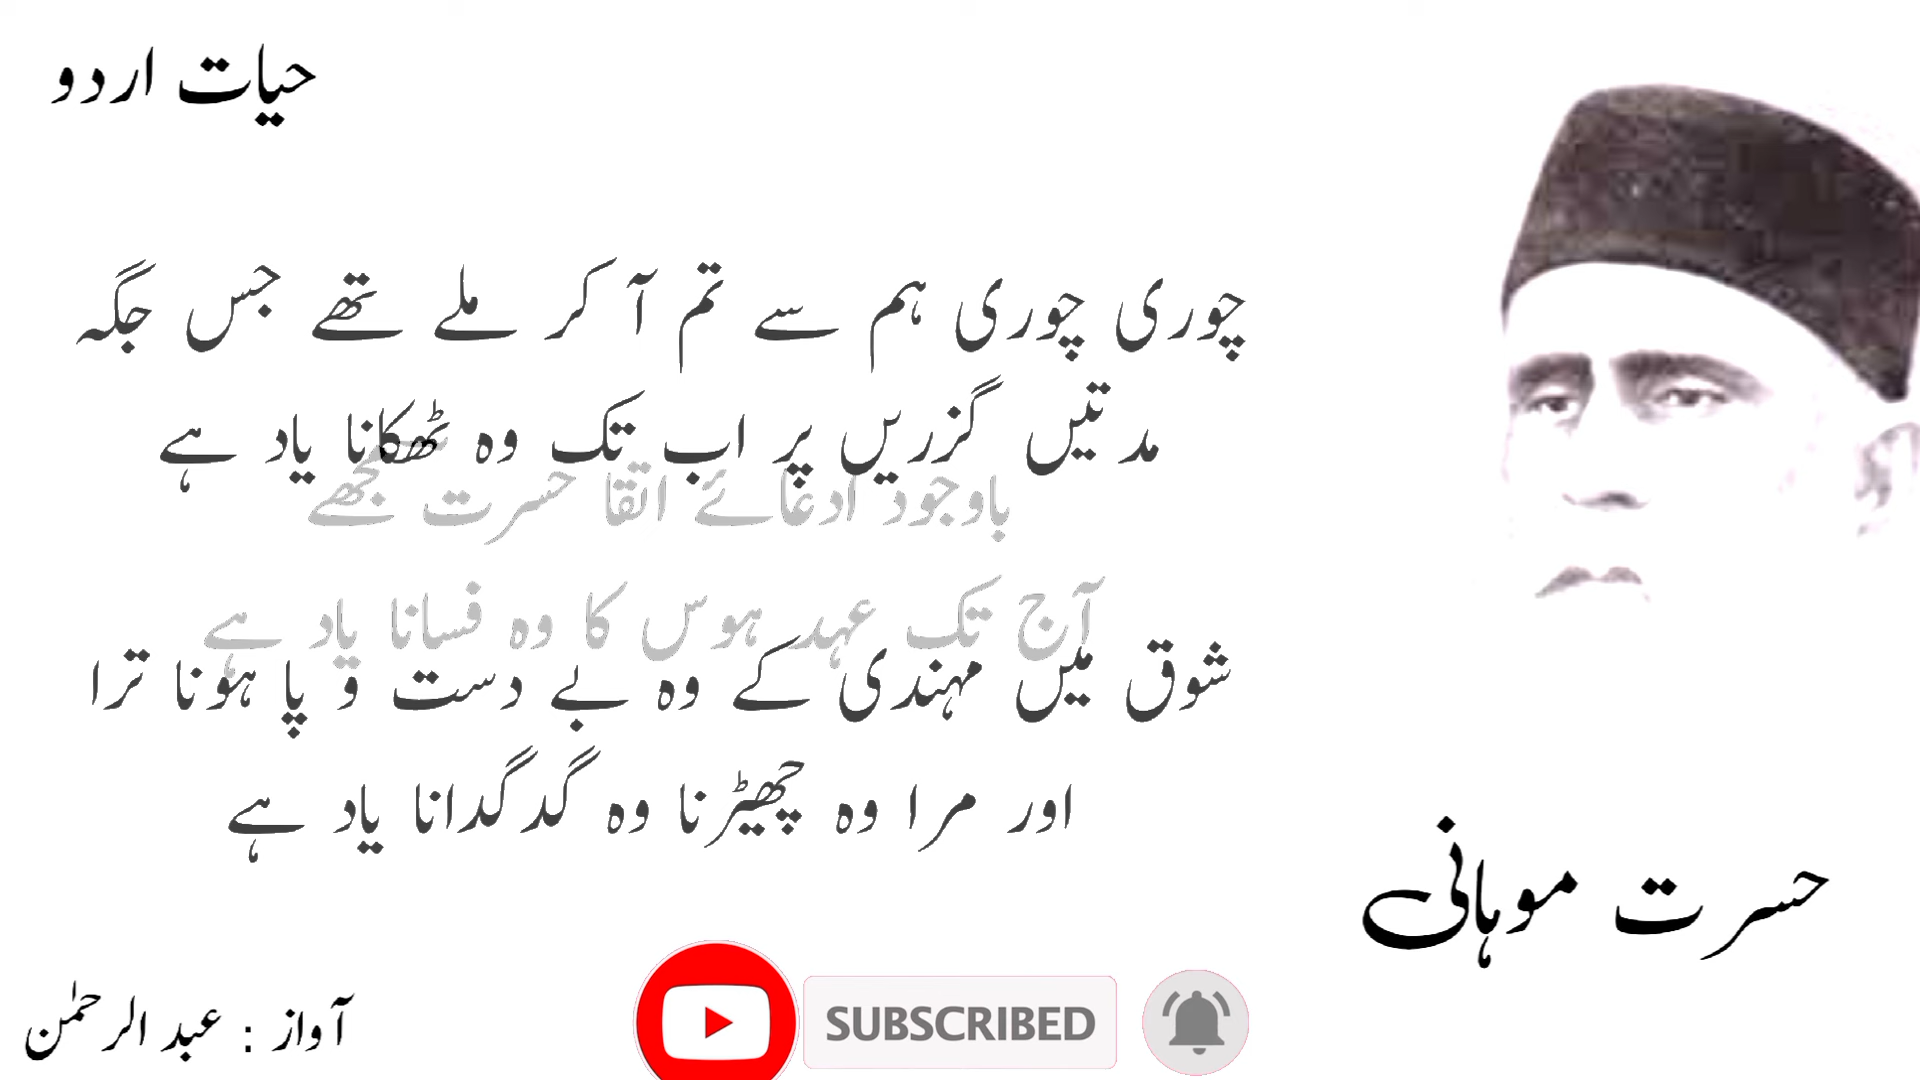 حیات اردو
چوری چوری ہم سے تم آ کر ملے تھے جس جگہ
مدتیں گزریں پر اب تک وہ ٹھکانا یاد ہے
باوجود ادعائے اتقا حسرت مجھے
آج تک عہد ہوس کا وہ فسانا یاد ہے
شوق میں مہندی کے وہ بے دست و پا ہونا ترا
اور مرا وہ چھیڑنا وہ گدگدانا یاد ہے
حسرت موہانی
آواز : عبد الرحمٰن
SUBSCRIBED